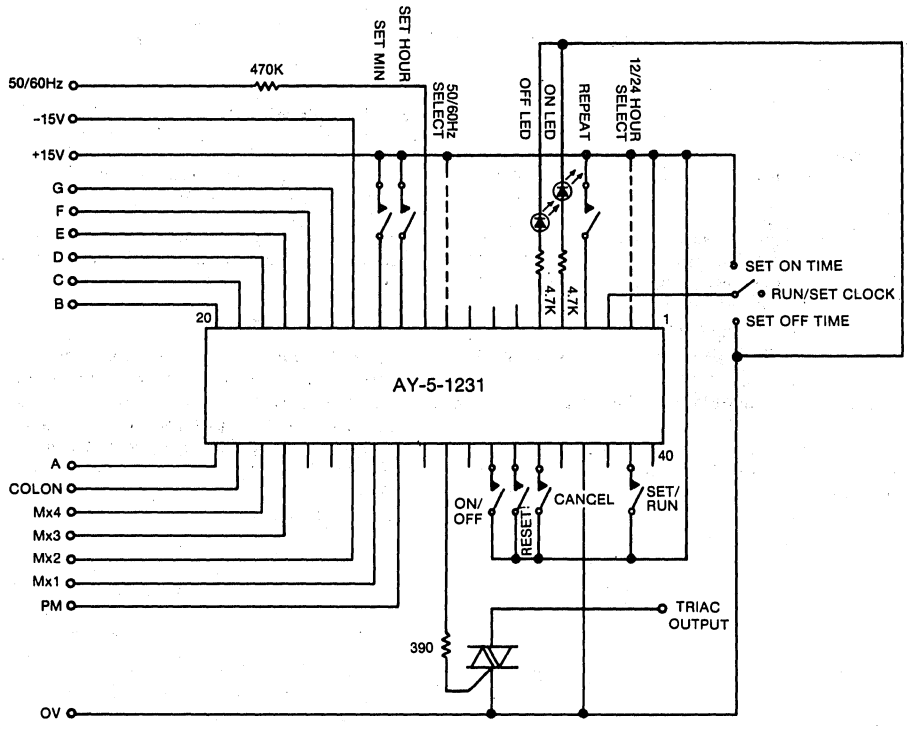 SET MIN
SET HOUR
50/60Hz
470K
50/60Hz
SELECT
OFF LED
ON LED
REPEAT
12/24 HOUR
SELECT
-15V
+15V
G
F
E
D
C
B
4.7K
4.7K
SET ON TIME
RUN/SET CLOCK
SET OFF TIME
20
1
AY-5-1231
40
A
COLON
Mx4
Mx3
Mx2
Mx1
PM
ON/
OFF
RESET!
CANCEL
SET/
RUN
390
TRIAC
OUTPUT
OV